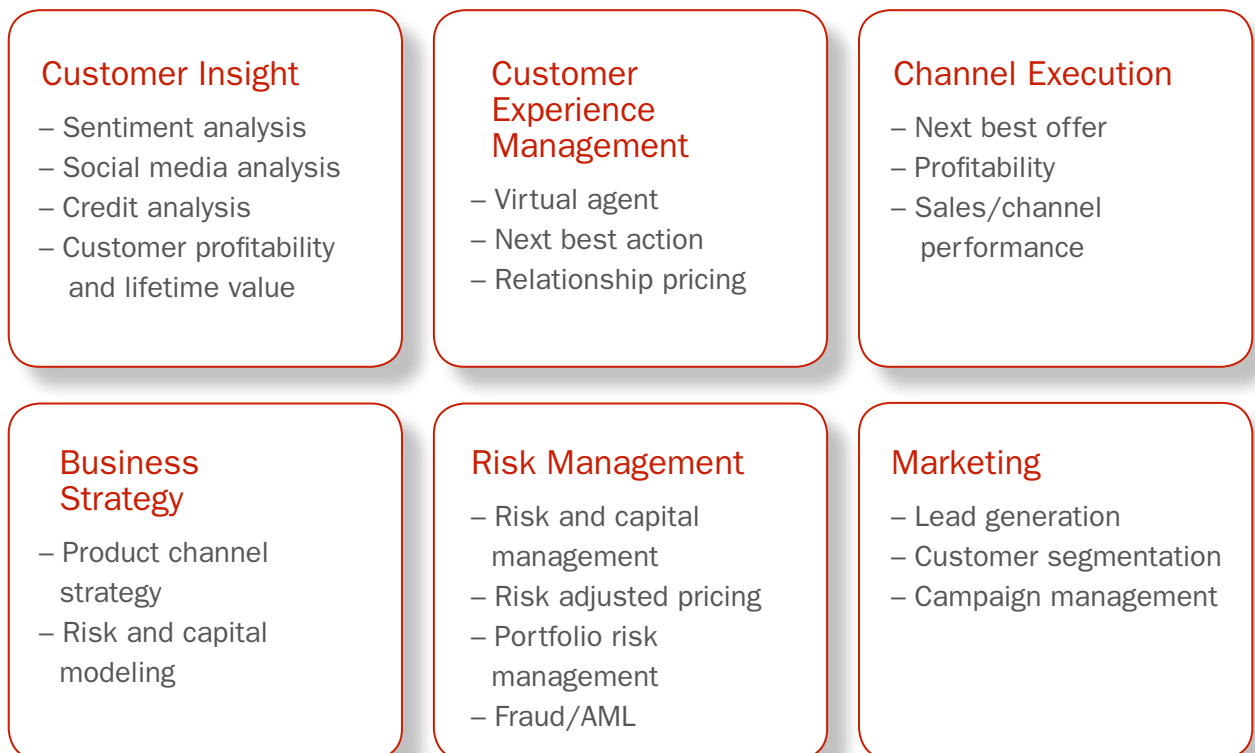 Customer Insight
– Sentiment analysis
– Social media analysis
– Credit analysis
– Customer profitability
and lifetime value
Customer
Experience
Management
– Virtual agent
– Next best action
– Relationship pricing
Channel Execution
– Next best offer
– Profitability
– Sales/channel
performance
Business
Strategy
– Product channel
strategy
– Risk and capital
modeling
Risk Management
– Risk and capital
management
– Risk adjusted pricing
– Portfolio risk
management
– Fraud/AML
Marketing
– Lead generation
– Customer segmentation
– Campaign management